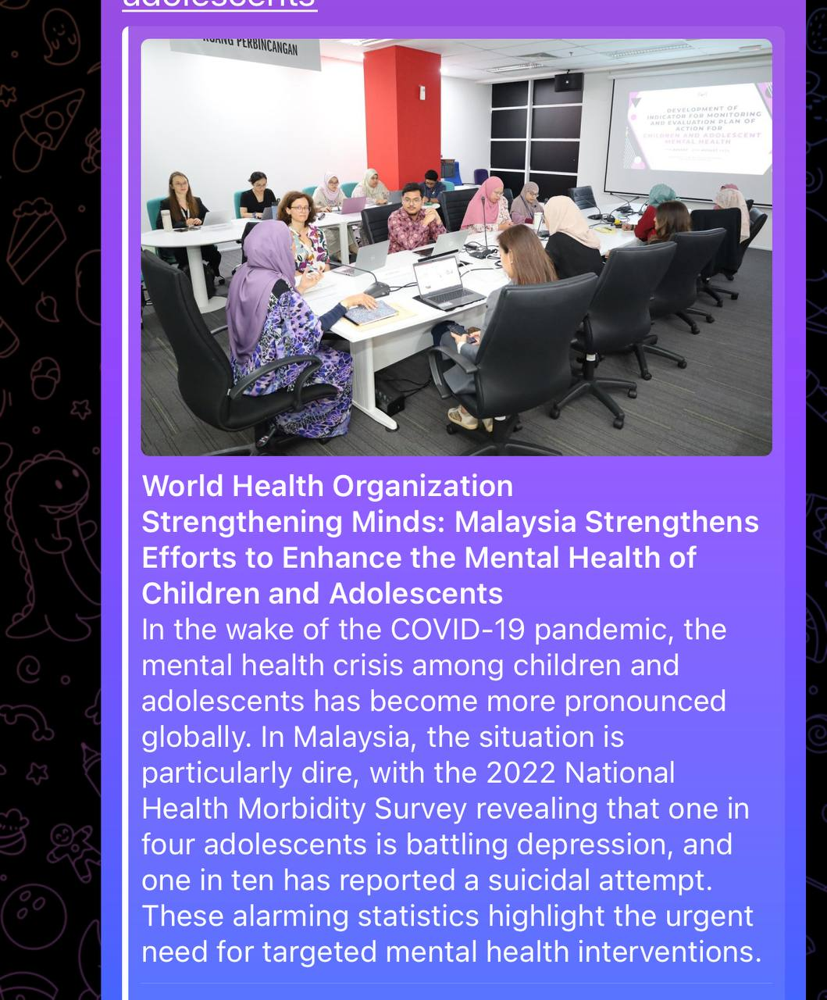 adolescents
RUANG PERBINCANGAN
DEVELOPMENT OF
INDICATOR FOR MONITORING
AND EVALUATION PLAN OF
ACTION FOR
CHILDREN AND ADOLESCENT
MENTAL HEALTH
World Health Organization
Strengthening Minds: Malaysia Strengthens
Efforts to Enhance the Mental Health of
Children and Adolescents
In the wake of the COVID-19 pandemic, the
mental health crisis among children and
adolescents has become more pronounced
globally. In Malaysia, the situation is
particularly dire, with the 2022 National
Health Morbidity Survey revealing that one in
four adolescents is battling depression, and
one in ten has reported a suicidal attempt.
These alarming statistics highlight the urgent
need for targeted mental health interventions.